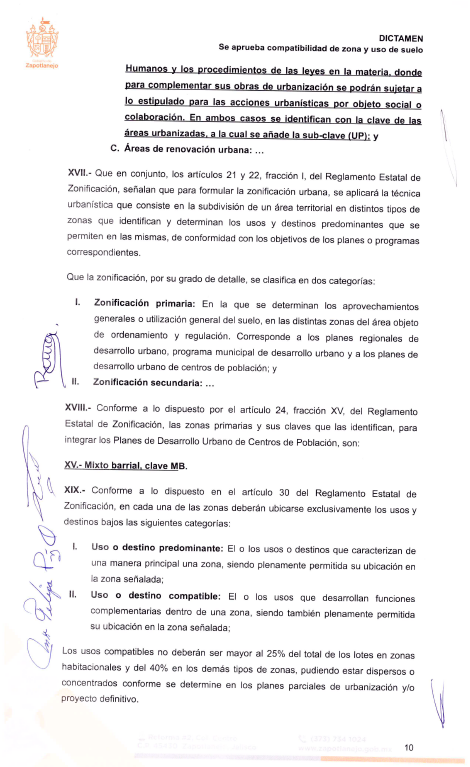 Zapotlanejo
DICTAMEN
Se aprueba compatibilidad de zona y uso de suelo
Humanos y los procedimientos de las leyes en la materia, donde
para complementar sus obras de urbanización se podrán sujetar a
lo estipulado para las acciones urbanísticas por objeto social o
colaboración. En ambos casos se identifican con la clave de las
áreas urbanizadas, a la cual se añade la sub-clave (UP); y
C. Áreas de renovación urbana: …
XVII.- Que en conjunto, los artículos 21 y 22, fracción I, del Reglamento Estatal de
Zonificación, señalan que para formular la zonificación urbana, se aplicará la técnica
urbanística que consiste en la subdivisión de un área territorial en distintos tipos de
zonas que identifican y determinan los usos y destinos predominantes que se
permiten en las mismas, de conformidad con los objetivos de los planes o programas
correspondientes.
Que la zonificación, por su grado de detalle, se clasifica en dos categorías:
I. Zonificación primaria: En la que se determinan los aprovechamientos
generales o utilización general del suelo, en las distintas zonas del área objeto
de ordenamiento y regulación. Corresponde a los planes regionales de
desarrollo urbano, programa municipal de desarrollo urbano y a los planes de
desarrollo urbano de centros de población; y
II. Zonificación secundaria: …
XVIII.- Conforme a lo dispuesto por el artículo 24, fracción XV, del Reglamento
Estatal de Zonificación, las zonas primarias y sus claves que las identifican, para
integrar los Planes de Desarrollo Urbano de Centros de Población, son:
XV.- Mixto barrial, clave MB.
XIX.- Conforme a lo dispuesto en el artículo 30 del Reglamento Estatal de
Zonificación, en cada una de las zonas deberán ubicarse exclusivamente los usos y
destinos bajos las siguientes categorías:
I. Uso o destino predominante: El o los usos o destinos que caracterizan de
una manera principal una zona, siendo plenamente permitida su ubicación en
la zona señalada;
II. Uso o destino compatible: El o los usos que desarrollan funciones
complementarias dentro de una zona, siendo también plenamente permitida
su ubicación en la zona señalada;
Los usos compatibles no deberán ser mayor al 25% del total de los lotes en zonas
habitacionales y del 40% en los demás tipos de zonas, pudiendo estar dispersos o
concentrados conforme se determine en los planes parciales de urbanización y/o
proyecto definitivo.
10